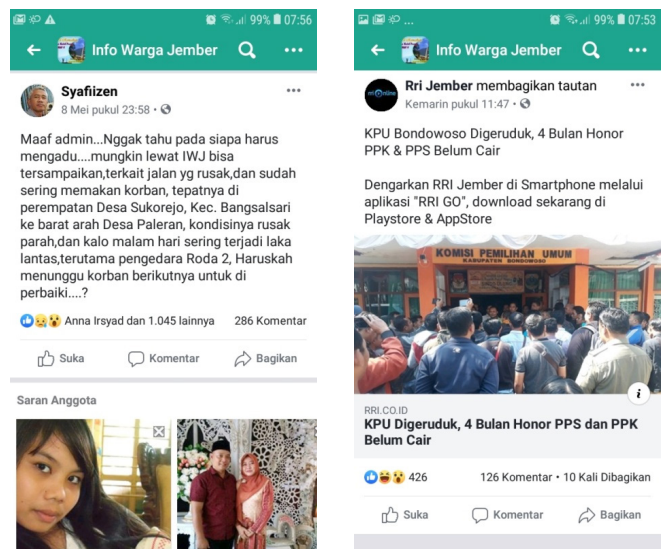 99% 07:56
Info Warga Jember
Syafiizen
8 Mei pukul 23:58
Maaf admin...Nggak tahu pada siapa harus
mengadu....mungkin lewat IWJ bisa
tersampaikan,terkait jalan yg rusak,dan sudah
sering memakan korban, tepatnya di
perempatan Desa Sukorejo, Kec. Bangsalsari
ke barat arah Desa Paleran, kondisinya rusak
parah,dan kalo malam hari sering terjadi laka
lantas,terutama pengedara Roda 2, Haruskah
menunggu korban berikutnya untuk di
perbaiki....?
Anna Irsyad dan 1.045 lainnya 286 Komentar
Suka Komentar Bagikan
Saran Anggota
99% 07:53
Info Warga Jember
Rri Jember membagikan tautan
Kemarin pukul 11:47
KPU Bondowoso Digeruduk, 4 Bulan Honor
PPK & PPS Belum Cair
Dengarkan RRI Jember di Smartphone melalui
aplikasi "RRI GO", download sekarang di
Playstore & AppStore
KOMISI PEMILIHAN UMUM
KABUPATEN BONDOWOSO
RRI.CO.ID
KPU Digeruduk, 4 Bulan Honor PPS dan PPK
Belum Cair
426 126 Komentar • 10 Kali Dibagikan
Suka Komentar Bagikan